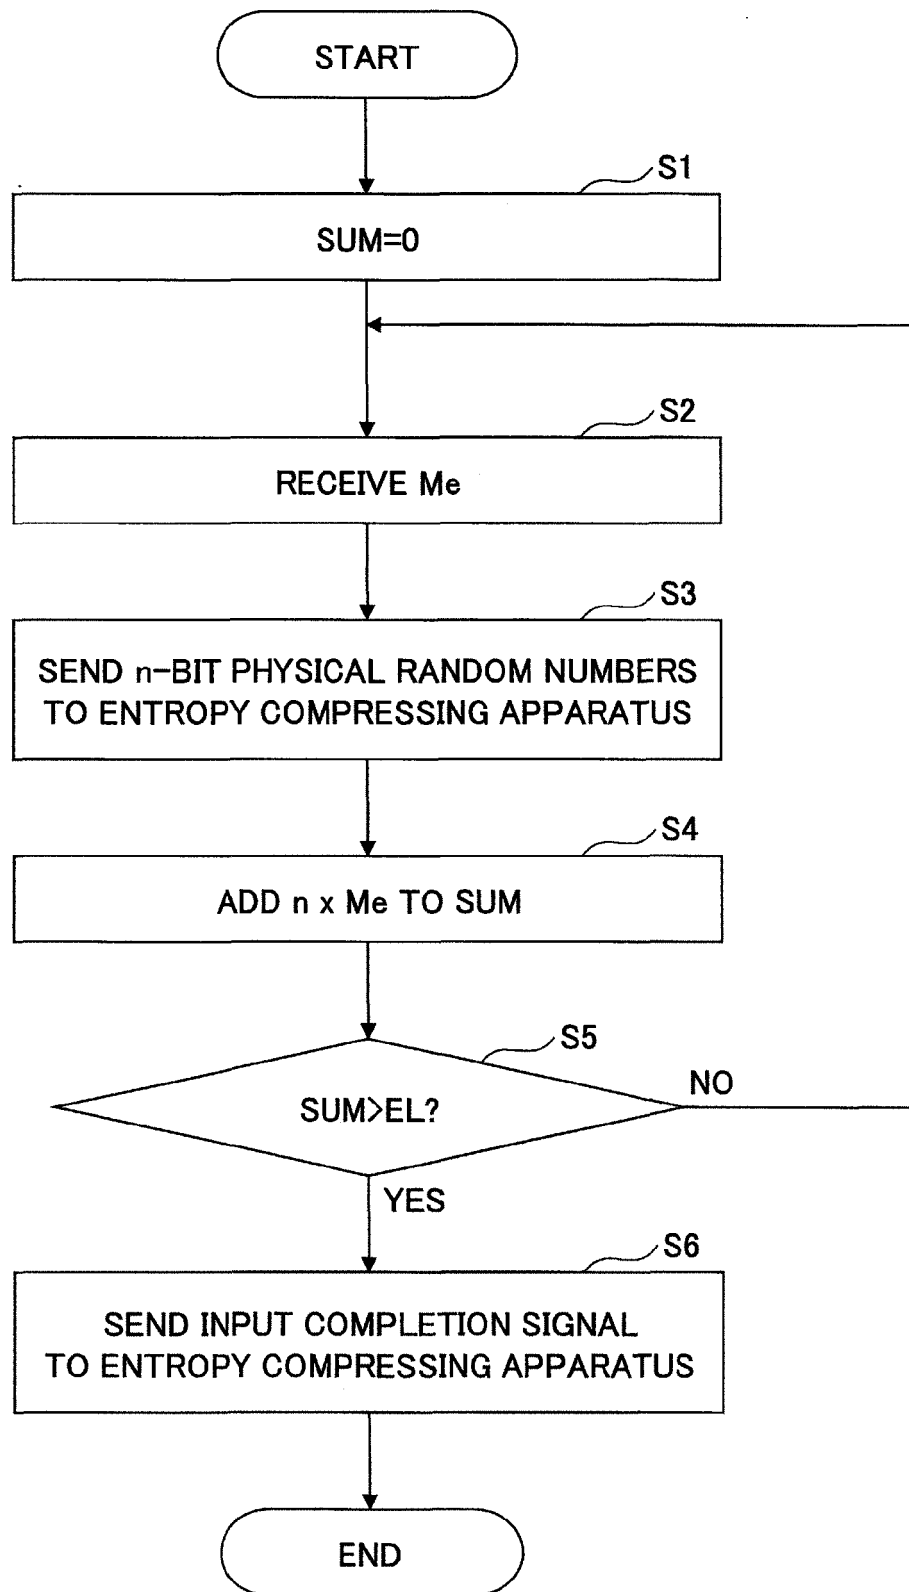 START
S1
SUM=0
S2
RECEIVE Me
S3
SEND n-BIT PHYSICAL RANDOM NUMBERS
TO ENTROPY COMPRESSING APPARATUS
S4
ADD n x Me TO SUM
S5
SUM>EL?
NO
YES
S6
SEND INPUT COMPLETION SIGNAL
TO ENTROPY COMPRESSING APPARATUS
END